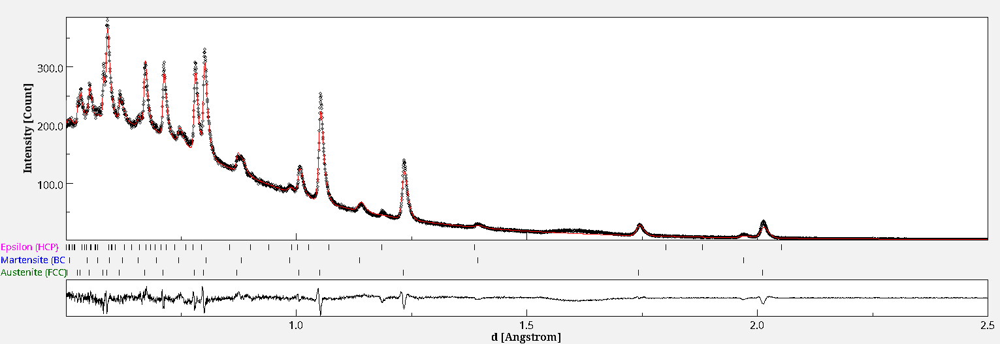 Intensity [Count]
300.0
200.0
100.0
Epsilon (HCP)
Martensite (BC
Austenite (FCC)
1.0
1.5
2.0
2.5
d [Angstrom]